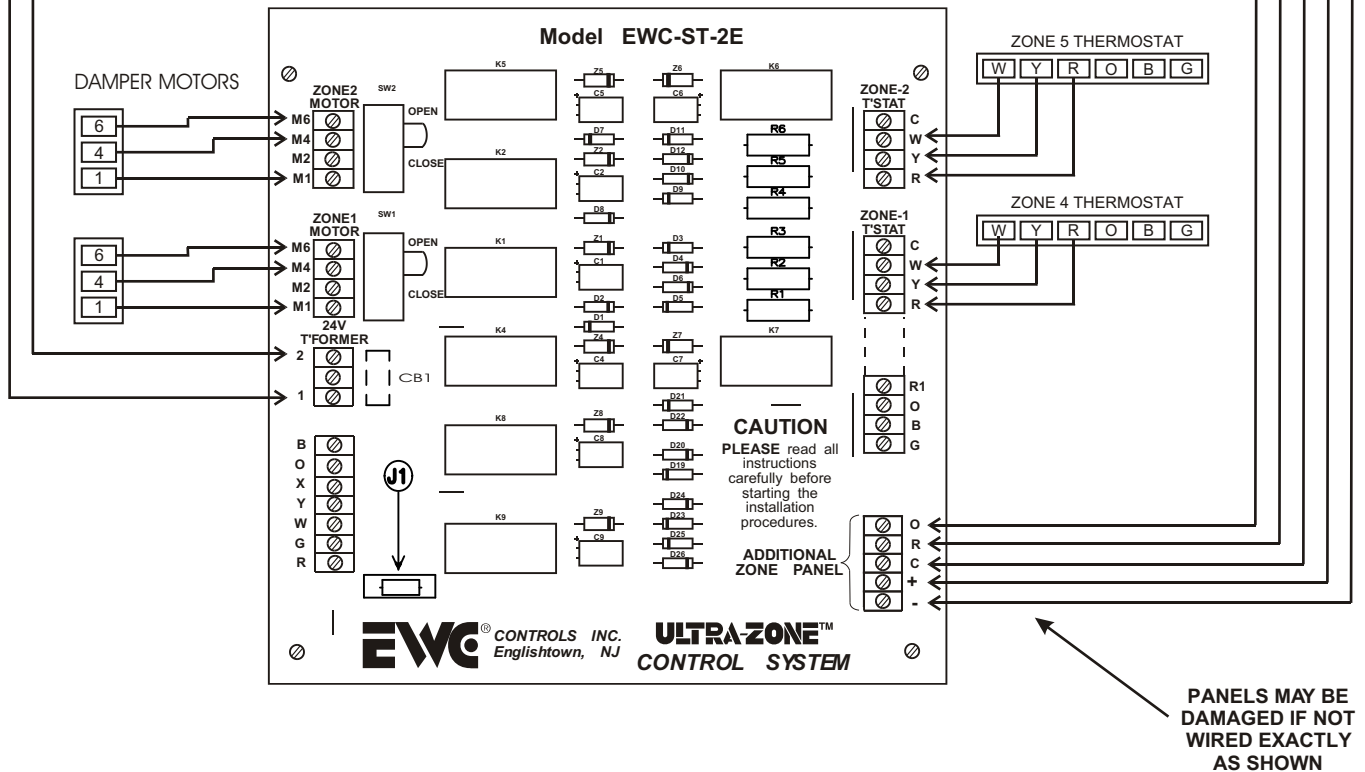 Model EWC-ST-2E
DAMPER MOTORS
6
4
1
6
4
1
ZONE2
MOTOR
M6
M4
M2
M1
SW2
OPEN
CLOSE
ZONE1
MOTOR
M6
M4
M2
M1
SW1
OPEN
CLOSE
24V
T'FORMER
2
1
CB1
B
O
X
Y
W
G
R
J1
K5
K2
K1
K4
K8
K9
Z5
C5
D7
Z2
C2
D8
Z1
C1
D2
D1
Z4
C4
Z8
C8
Z9
C9
Z6
C6
D11
D12
D10
D9
D3
D4
D6
D5
Z7
C7
D21
D22
D20
D19
D24
D23
D25
D26
K6
R6
R5
R4
R3
R2
R1
K7
CAUTION
PLEASE read all
instructions
carefully before
starting the
installation
procedures.
ZONE-2
T'STAT
C
W
Y
R
ZONE-1
T'STAT
C
W
Y
R
R1
O
B
G
ADDITIONAL
ZONE PANEL
O
R
C
+
-
ZONE 5 THERMOSTAT
W Y R O B G
ZONE 4 THERMOSTAT
W Y R O B G
EWC® CONTROLS INC.
Englishtown, NJ
ULTRA-ZONE™
CONTROL SYSTEM
PANELS MAY BE
DAMAGED IF NOT
WIRED EXACTLY
AS SHOWN